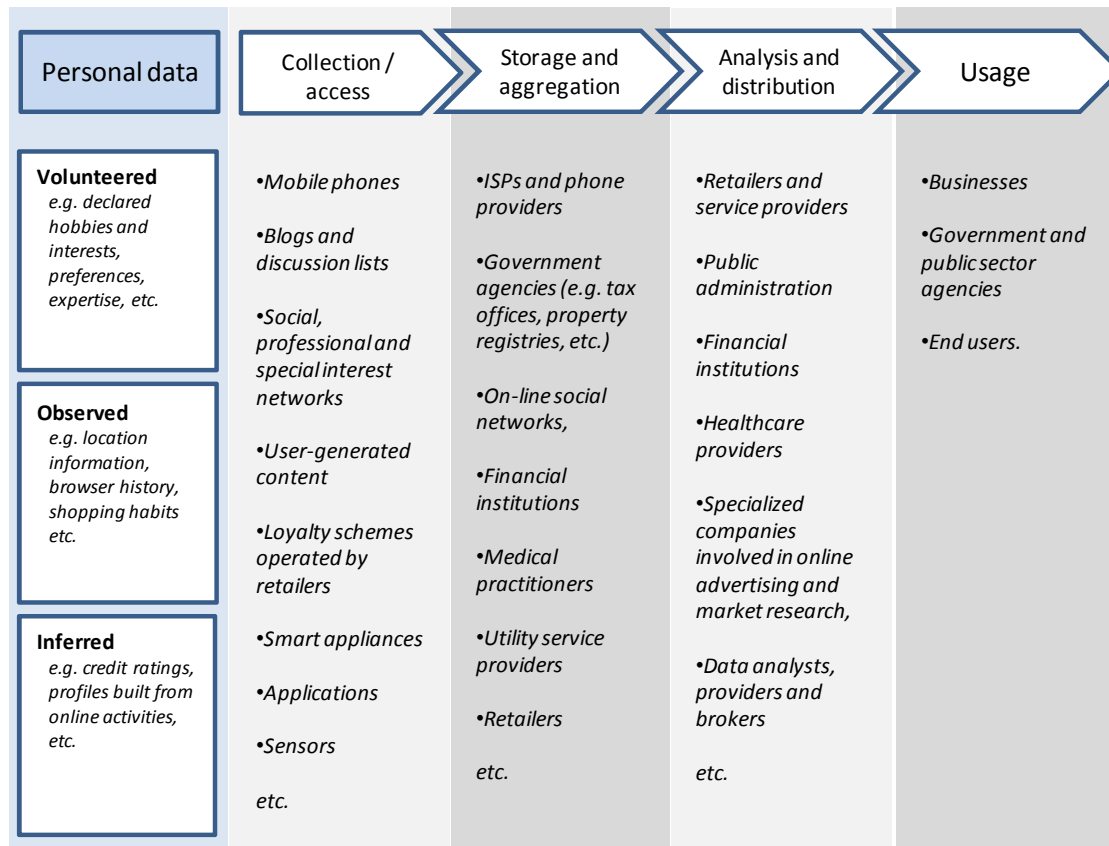 Personal data
Collection /
access
Storage and
aggregation
Analysis and
distribution
Usage
Volunteered
e.g. declared
hobbies and
interests,
preferences,
expertise, etc.
Observed
e.g. location
information,
browser history,
shopping habits
etc.
Inferred
e.g. credit ratings,
profiles built from
online activities,
etc.
•Mobile phones
•Blogs and
discussion lists
•Social,
professional and
special interest
networks
•User-generated
content
•Loyalty schemes
operated by
retailers
•Smart appliances
•Applications
•Sensors
etc.
•ISPs and phone
providers
•Government
agencies (e.g. tax
offices, property
registries, etc.)
•On-line social
networks,
•Financial
institutions
•Medical
practitioners
•Utility service
providers
•Retailers
etc.
•Retailers and
service providers
•Public
administration
•Financial
institutions
•Healthcare
providers
•Specialized
companies
involved in online
advertising and
market research,
•Data analysts,
providers and
brokers
etc.
•Businesses
•Government and
public sector
agencies
•End users.